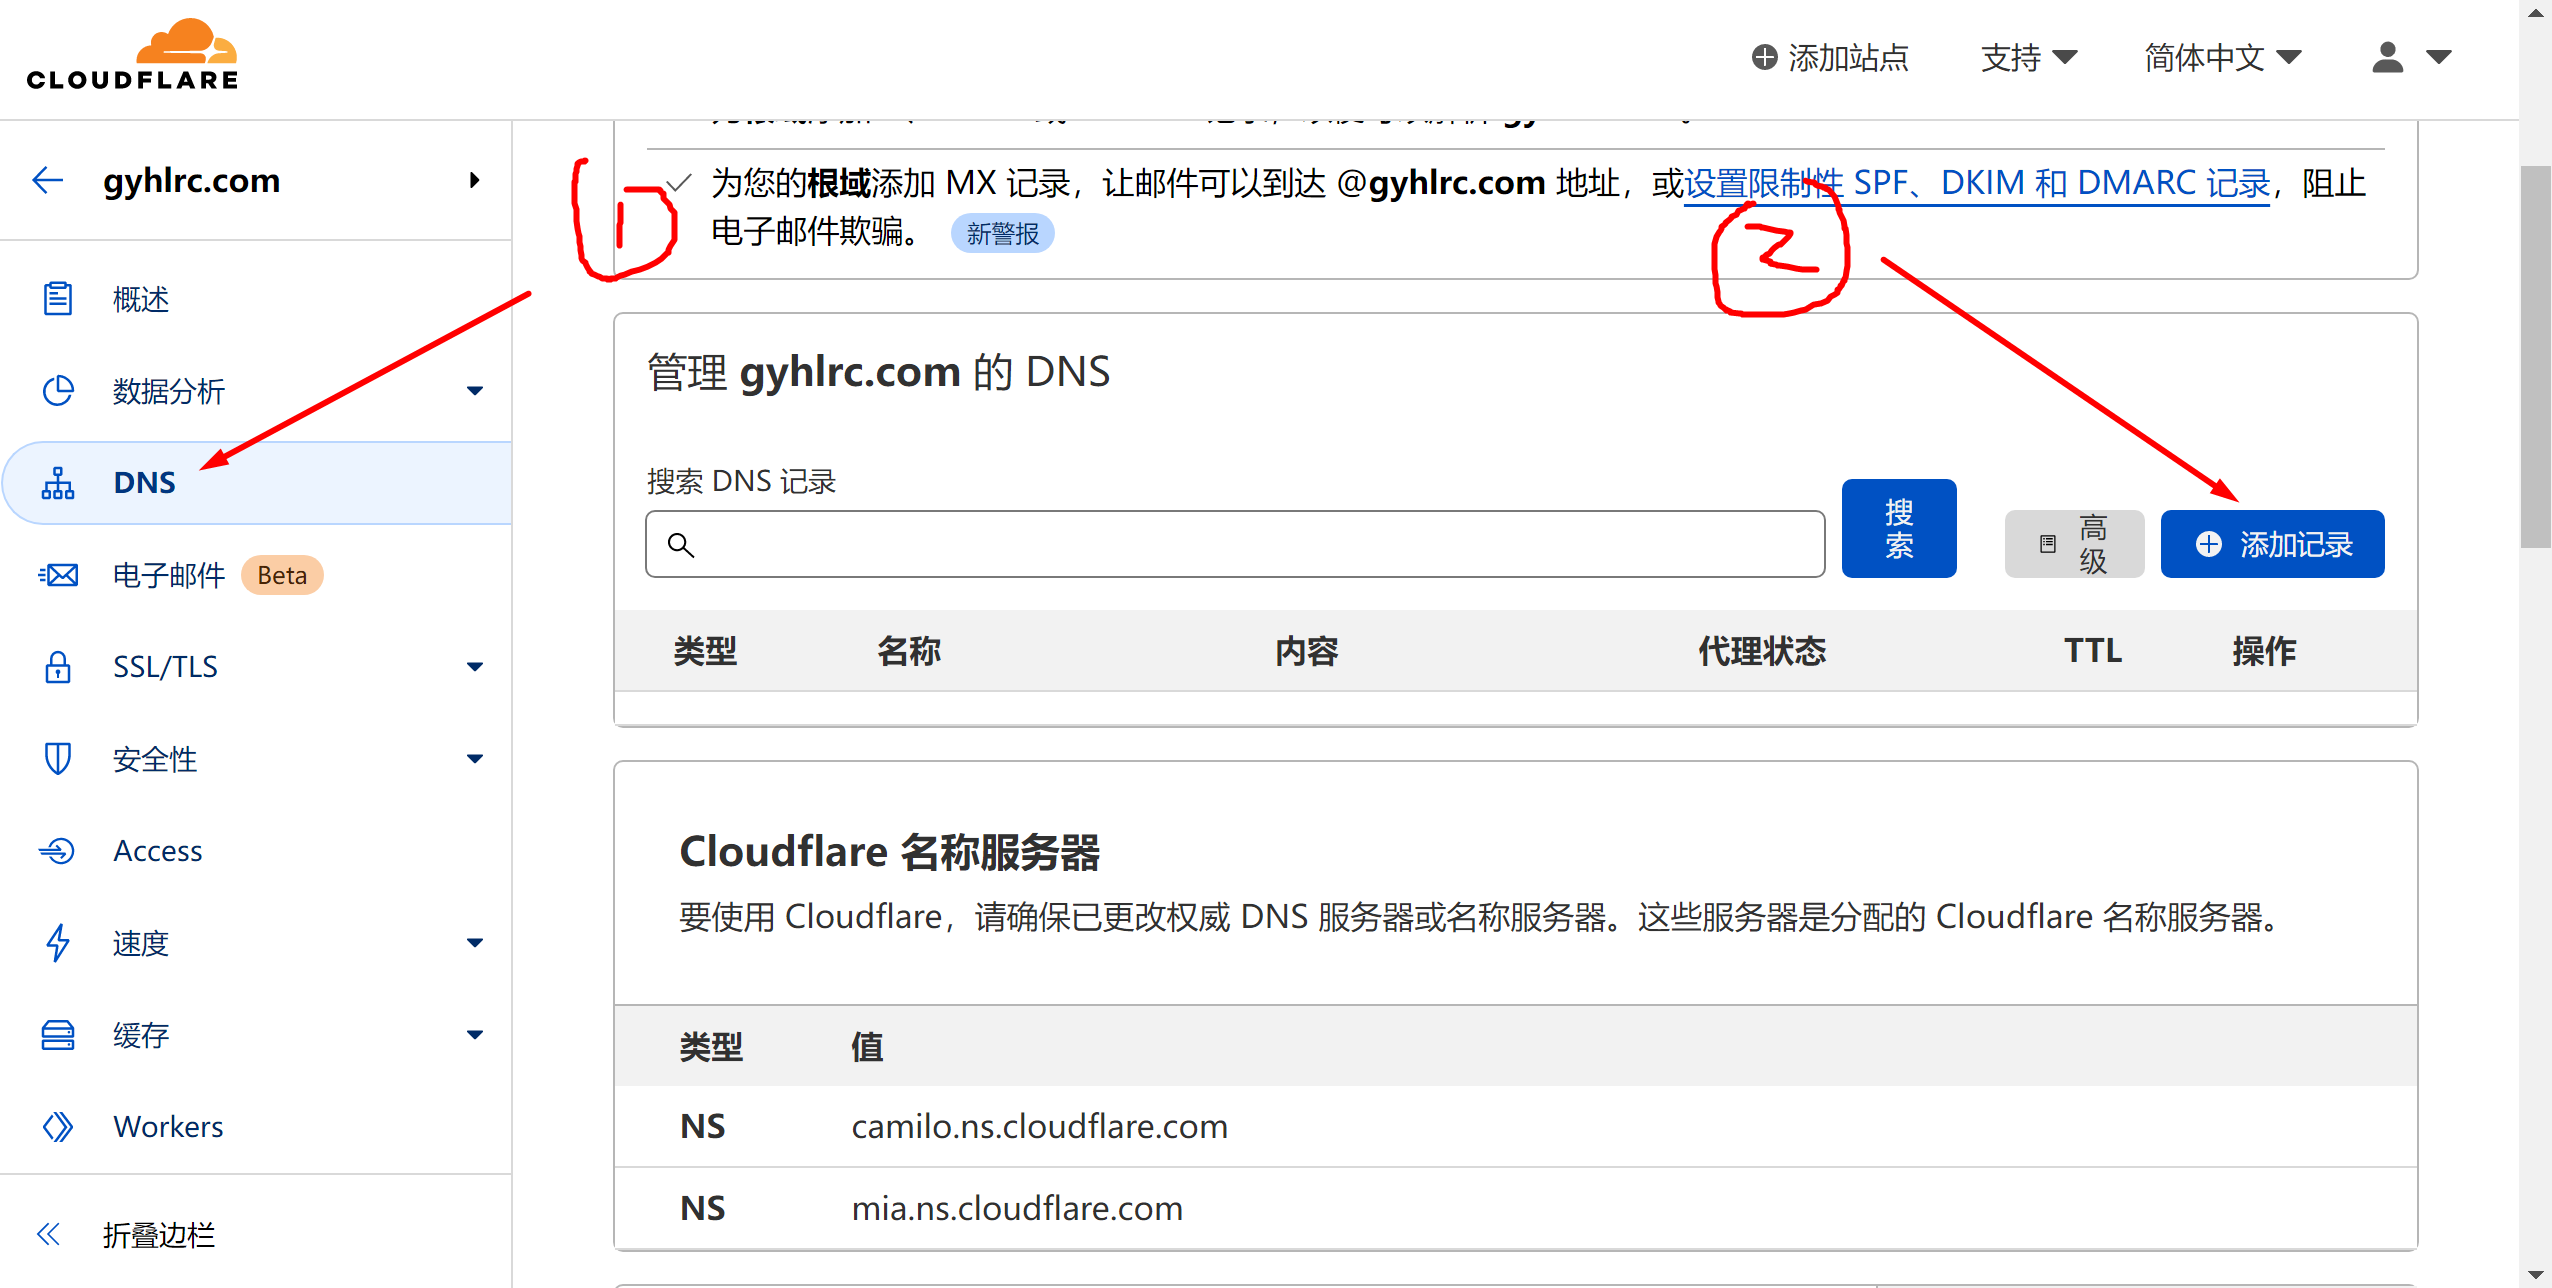 CLOUDFLARE
添加站点
支持
简体中文
gyhlrc.com
为您的根域添加 MX 记录，让邮件可以到达 @gyhlrc.com 地址，或设置限制性 SPF、DKIM 和 DMARC 记录，阻止
电子邮件欺骗。 新警报
1
2
概述
数据分析
DNS
电子邮件 Beta
SSL/TLS
安全性
Access
速度
缓存
Workers
折叠边栏
管理 gyhlrc.com 的 DNS
搜索 DNS 记录
搜
索
高
级
添加记录
类型 名称 内容 代理状态 TTL 操作
Cloudflare 名称服务器
要使用 Cloudflare，请确保已更改权威 DNS 服务器或名称服务器。这些服务器是分配的 Cloudflare 名称服务器。
类型 值
NS camilo.ns.cloudflare.com
NS mia.ns.cloudflare.com